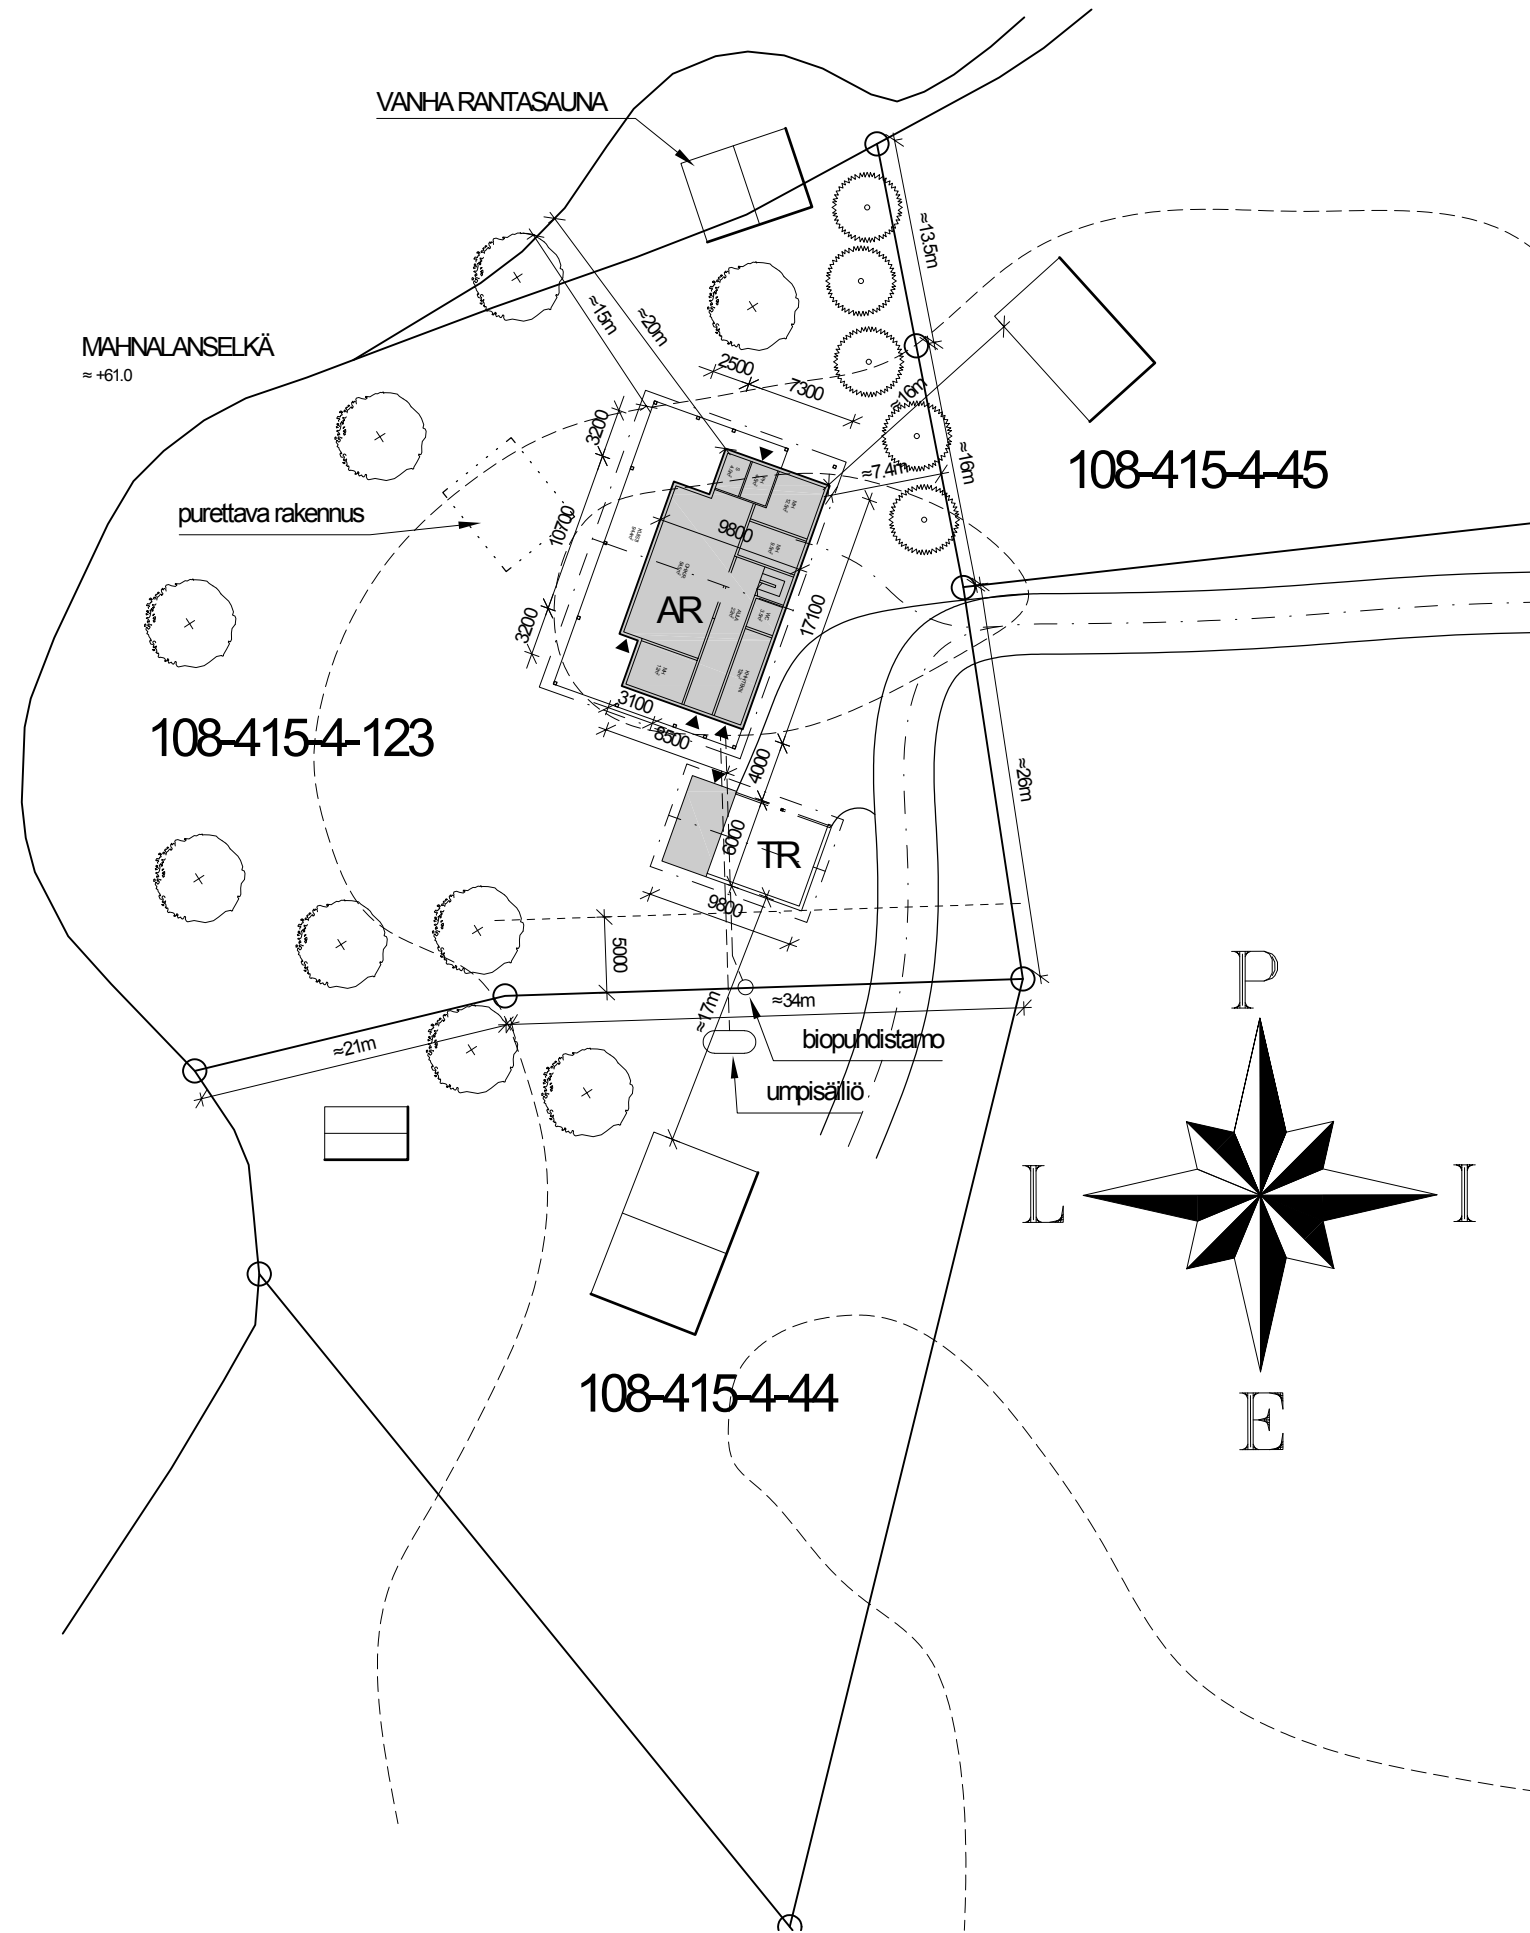 VANHA RANTASAUNA
≈13.5m
≈15m
≈20m
MAHNALANSELKÄ
≈ +61.0
2500
7300
≈16m
3200
≈7.4m
≈16m
108-415-4-45
purettava rakennus
10700
9800
AR
17100
3200
3100
8500
108-415-4-123
4000
≈26m
6000
TR
9800
5000
≈17m
≈34m
≈21m
biopuhdistamo
umpisäiliö
P
L
I
E
108-415-4-44